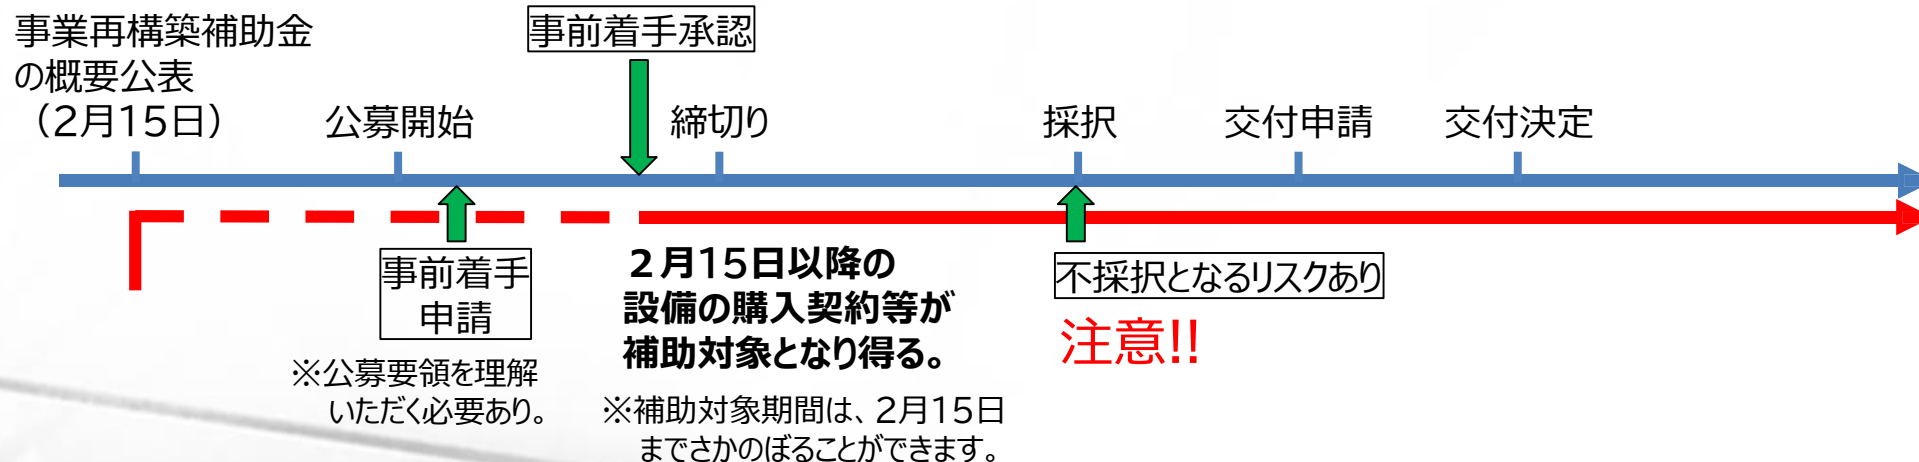 事業再構築補助金
の概要公表
（2月15日）
事前着手承認
公募開始
締切り
採択
交付申請
交付決定
事前着手
申請
※公募要領を理解
いただく必要あり。
２月15日以降の
設備の購入契約等が
補助対象となり得る。
※補助対象期間は、2月15日
までさかのぼることができます。
不採択となるリスクあり
注意!!